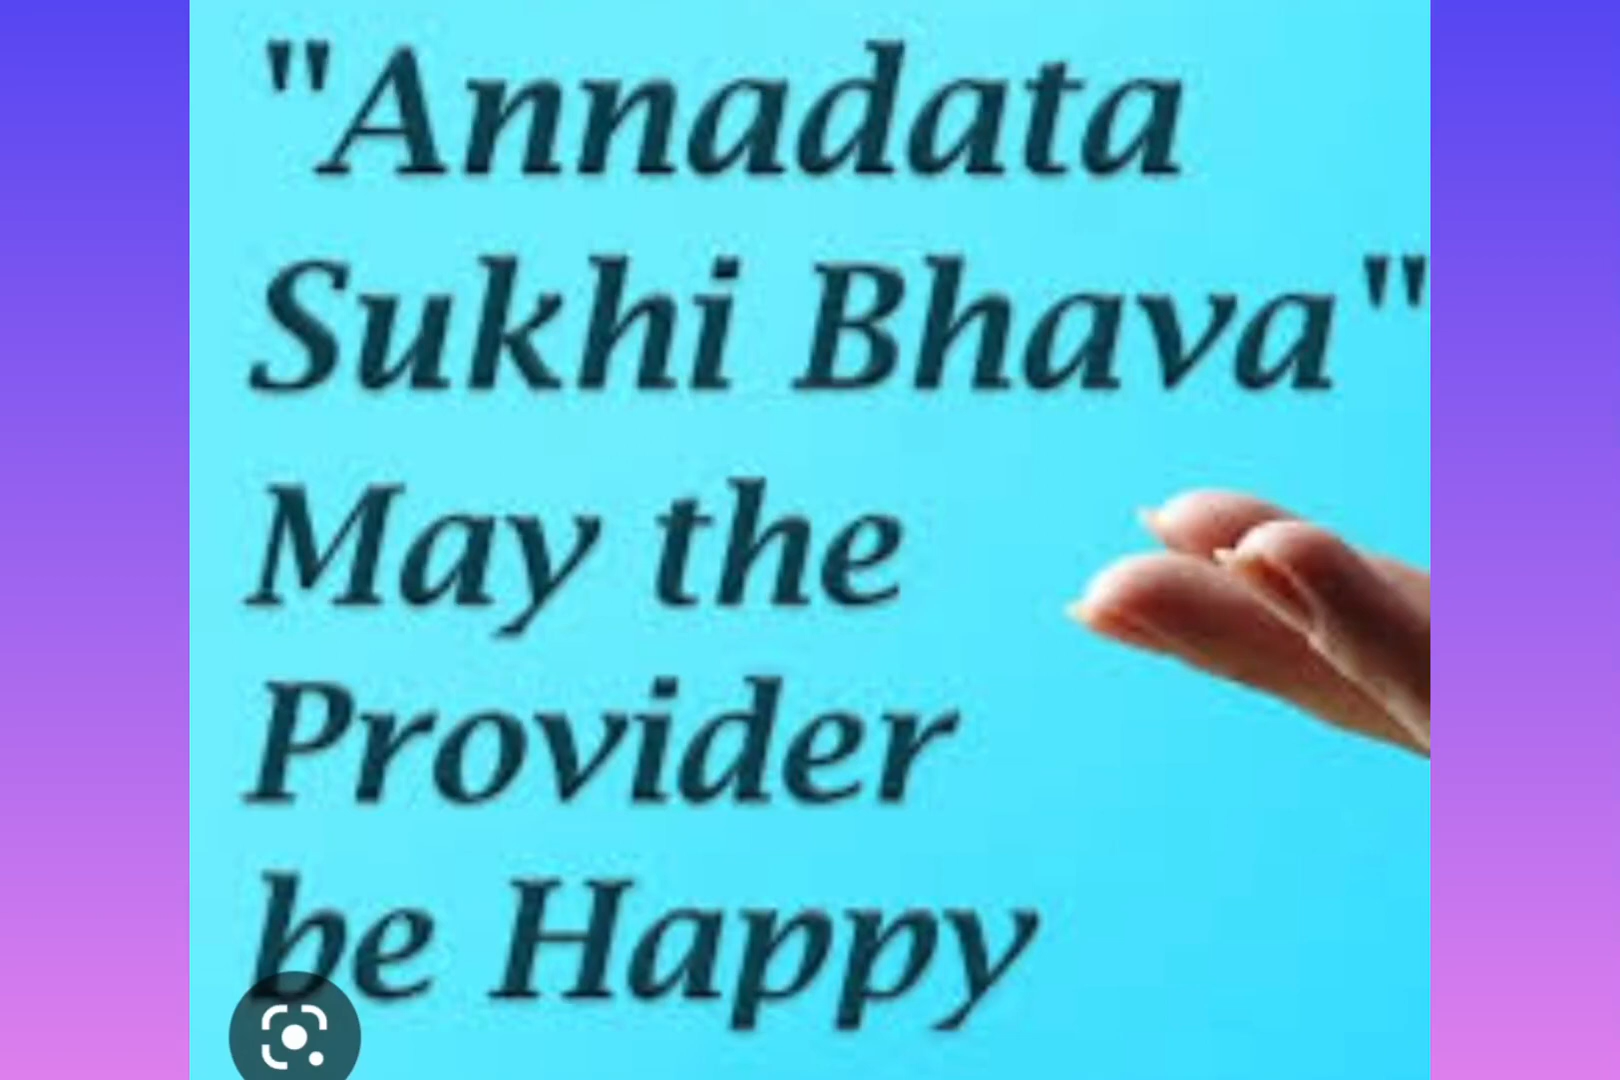 "Annadata
Sukhi Bhava"
May the
Provider
be Happy